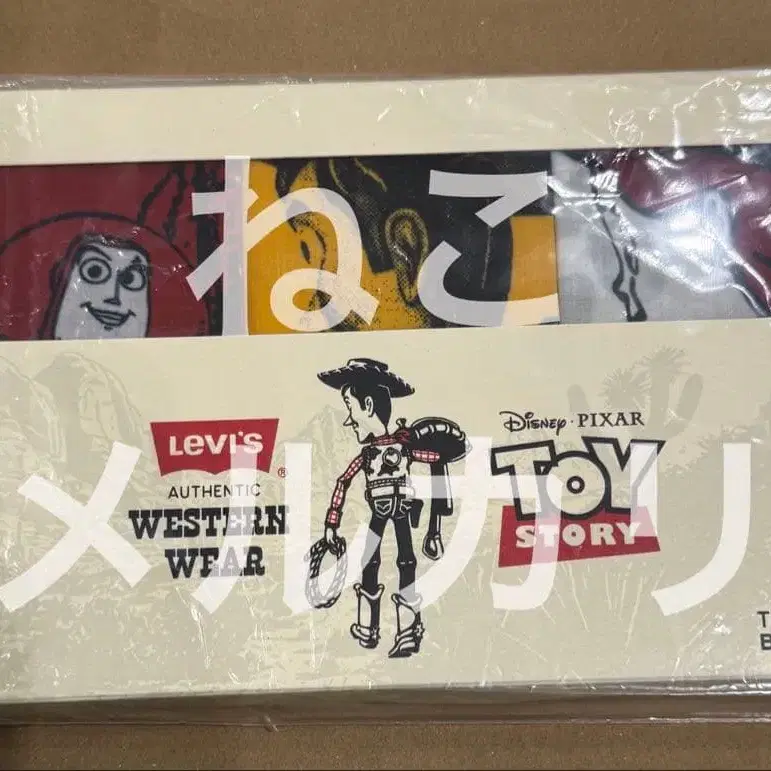 ねこ
LEVI'S
®
AUTHENTIC
WESTERN
WEAR
Disney · PIXAR
TOY
STORY
メルカリ
T
B